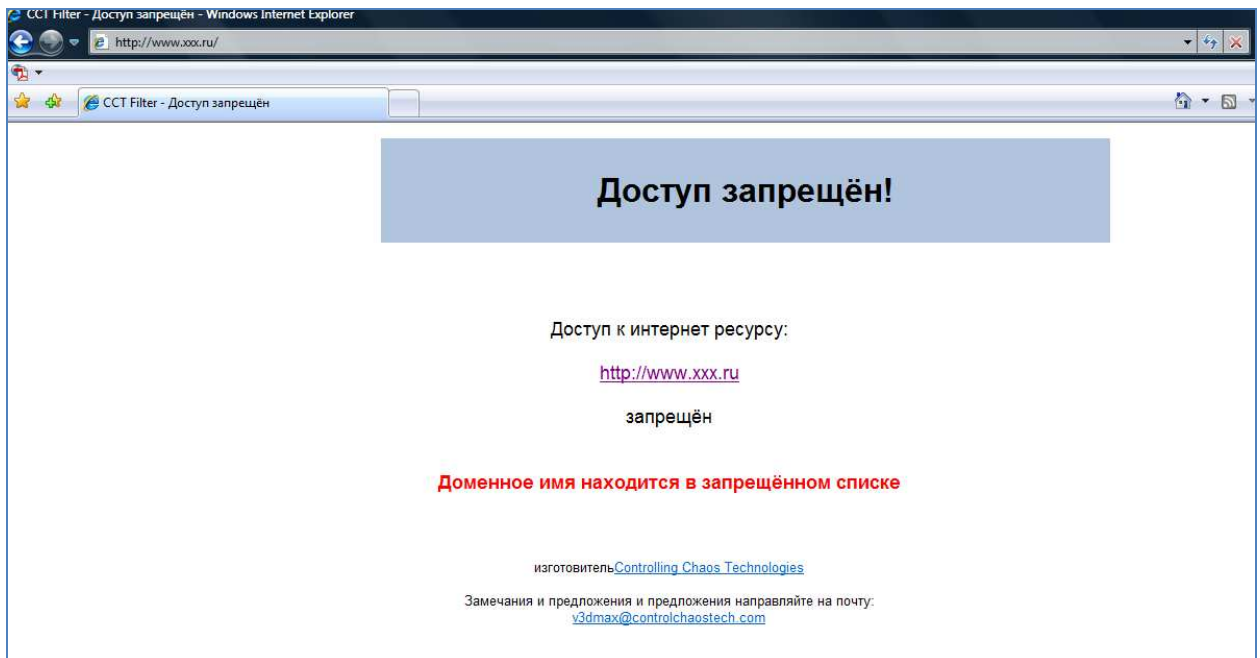 CCT Filter - Доступ запрещён - Windows Internet Explorer
http://www.xxx.ru/
CCT Filter - Доступ запрещён
Доступ запрещён!
Доступ к интернет ресурсу:
http://www.xxx.ru
запрещён
Доменное имя находится в запрещённом списке
изготовительControlling Chaos Technologies
Замечания и предложения и предложения направляйте на почту:
v3dmax@controlchaostech.com